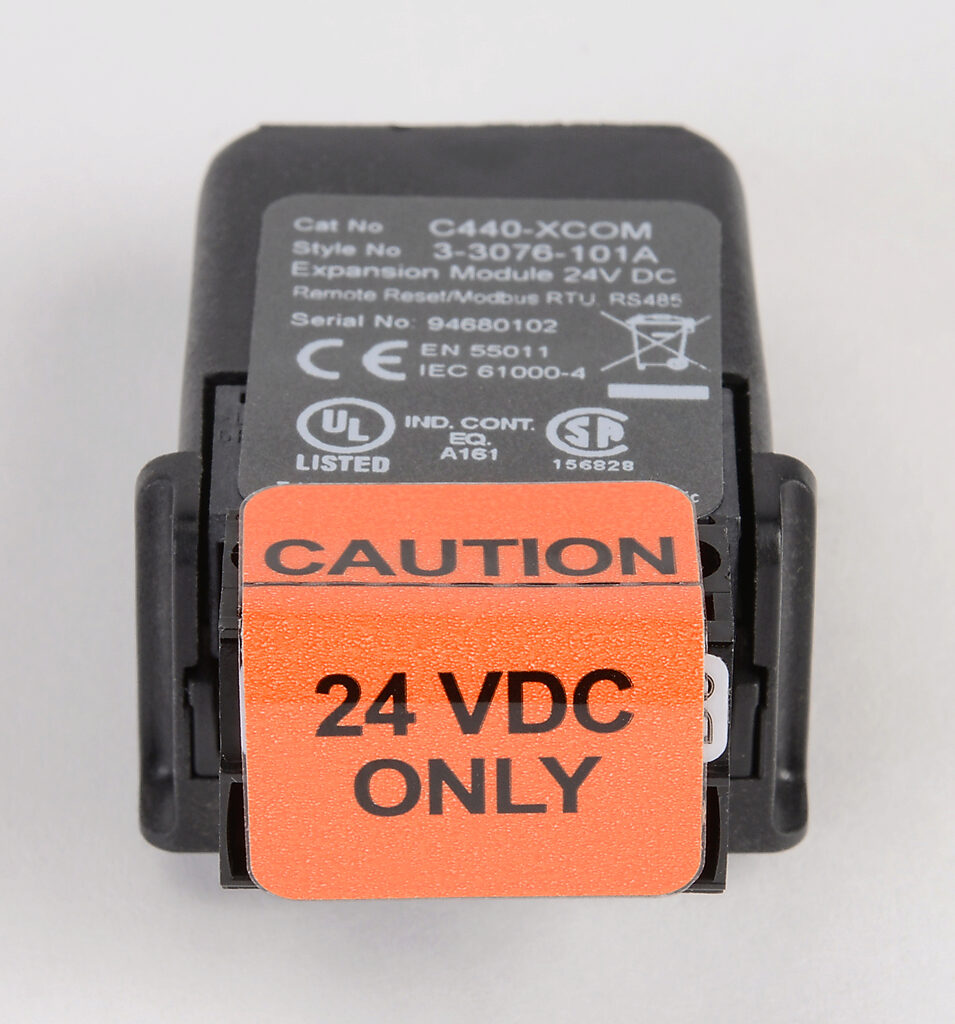 Cat No C440-XCOM
Style No 3-3076-101A
Expansion Module 24V DC
Remote Reset/Modbus RTU, RS485
Serial No: 94680102
CE EN 55011
IEC 61000-4
UL LISTED
IND. CONT.
EQ.
A161
SA
156828
CAUTION
24 VDC
ONLY